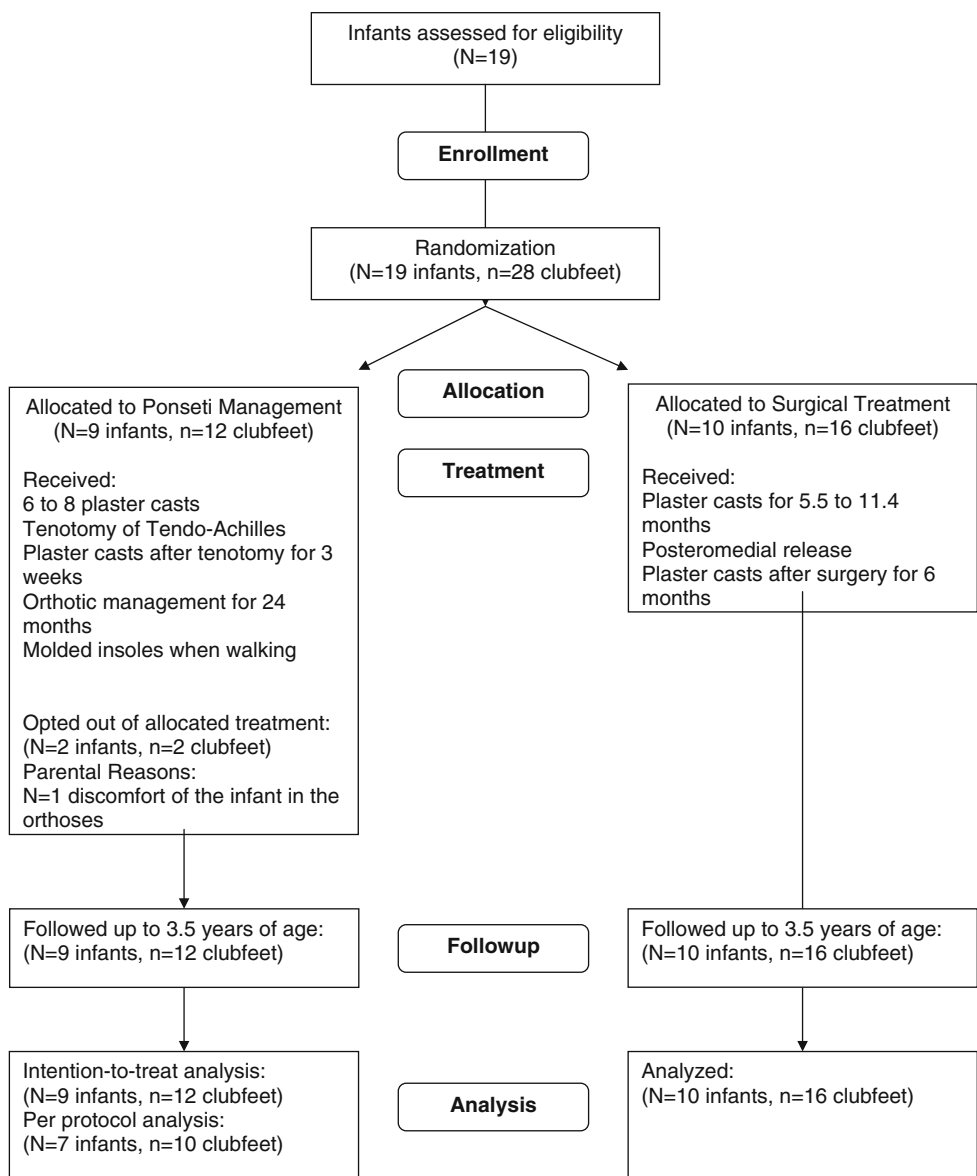 Infants assessed for eligibility
(N=19)
Enrollment
Randomization
(N=19 infants, n=28 clubfeet)
Allocation
Allocated to Ponseti Management
(N=9 infants, n=12 clubfeet)
Received:
6 to 8 plaster casts
Tenotomy of Tendo-Achilles
Plaster casts after tenotomy for 3
weeks
Orthotic management for 24
months
Molded insoles when walking
Opted out of allocated treatment:
(N=2 infants, n=2 clubfeet)
Parental Reasons:
N=1 discomfort of the infant in the
orthoses
Treatment
Allocated to Surgical Treatment
(N=10 infants, n=16 clubfeet)
Received:
Plaster casts for 5.5 to 11.4
months
Posteromedial release
Plaster casts after surgery for 6
months
Followed up to 3.5 years of age:
(N=9 infants, n=12 clubfeet)
Followup
Followed up to 3.5 years of age:
(N=10 infants, n=16 clubfeet)
Intention-to-treat analysis:
(N=9 infants, n=12 clubfeet)
Per protocol analysis:
(N=7 infants, n=10 clubfeet)
Analysis
Analyzed:
(N=10 infants, n=16 clubfeet)